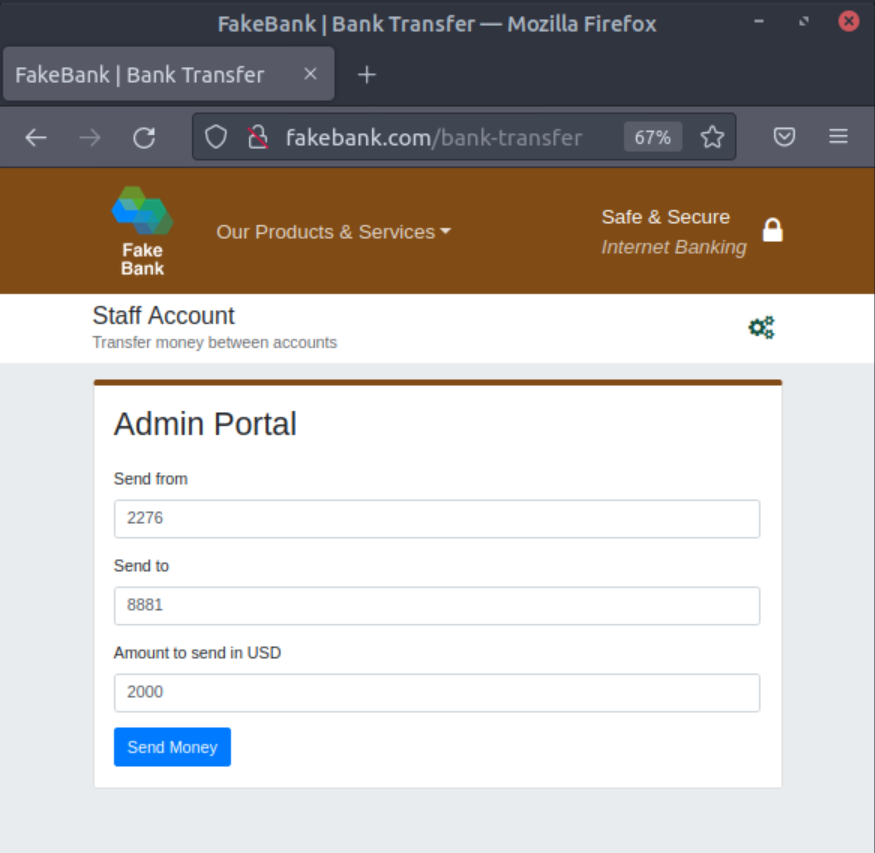 FakeBank | Bank Transfer — Mozilla Firefox
FakeBank | Bank Transfer
fakebank.com/bank-transfer 67%
Fake
Bank
Our Products & Services
Safe & Secure
Internet Banking
Staff Account
Transfer money between accounts
Admin Portal
Send from
2276
Send to
8881
Amount to send in USD
2000
Send Money